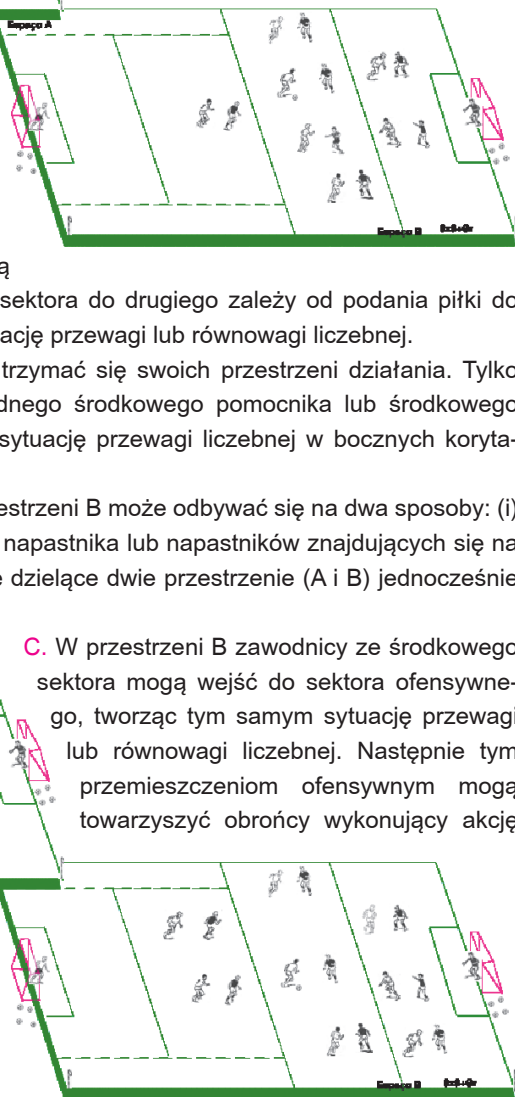 Espaço A
Espaço B
ą
sektora do drugiego zależy od podania piłki do
ację przewagi lub równowagi liczebnej.
trzymać się swoich przestrzeni działania. Tylko
dnego środkowego pomocnika lub środkowego
sytuację przewagi liczebnej w bocznych koryta-
estrzeni B może odbywać się na dwa sposoby: (i)
napastnika lub napastników znajdujących się na
e dzielące dwie przestrzenie (A i B) jednocześnie
C. W przestrzeni B zawodnicy ze środkowego
sektora mogą wejść do sektora ofensywne-
go, tworząc tym samym sytuację przewagi
lub równowagi liczebnej. Następnie tym
przemieszczeniom ofensywnym mogą
towarzyszyć obrońcy wykonujący akcję
Espaço B